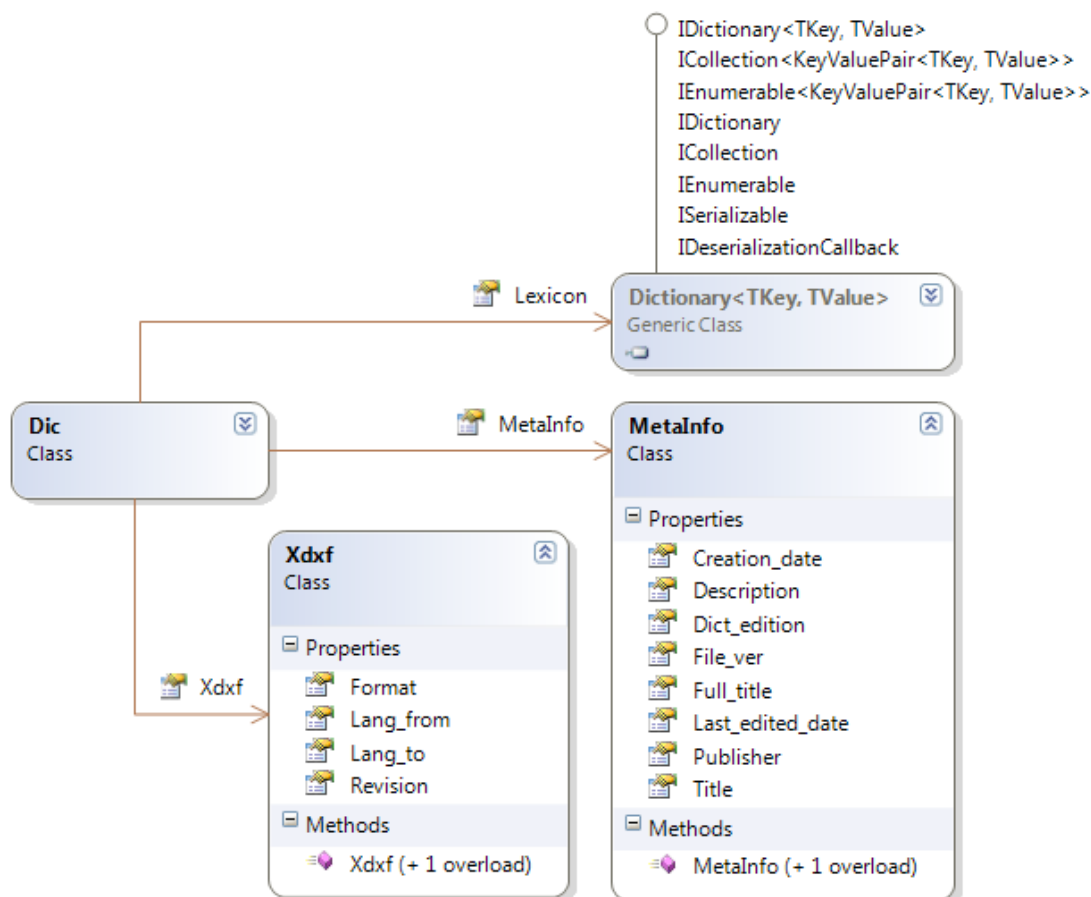 IDictionary<TKey, TValue>
ICollection<KeyValuePair<TKey, TValue>>
IEnumerable<KeyValuePair<TKey, TValue>>
IDictionary
ICollection
IEnumerable
ISerializable
IDeserializationCallback
Lexicon
Dictionary<TKey, TValue>
Generic Class
Dic
Class
MetaInfo
MetaInfo
Class
Properties
Creation_date
Description
Dict_edition
File_ver
Full_title
Last_edited_date
Publisher
Title
Methods
MetaInfo (+ 1 overload)
Xdxf
Xdxf
Class
Properties
Format
Lang_from
Lang_to
Revision
Methods
Xdxf (+ 1 overload)